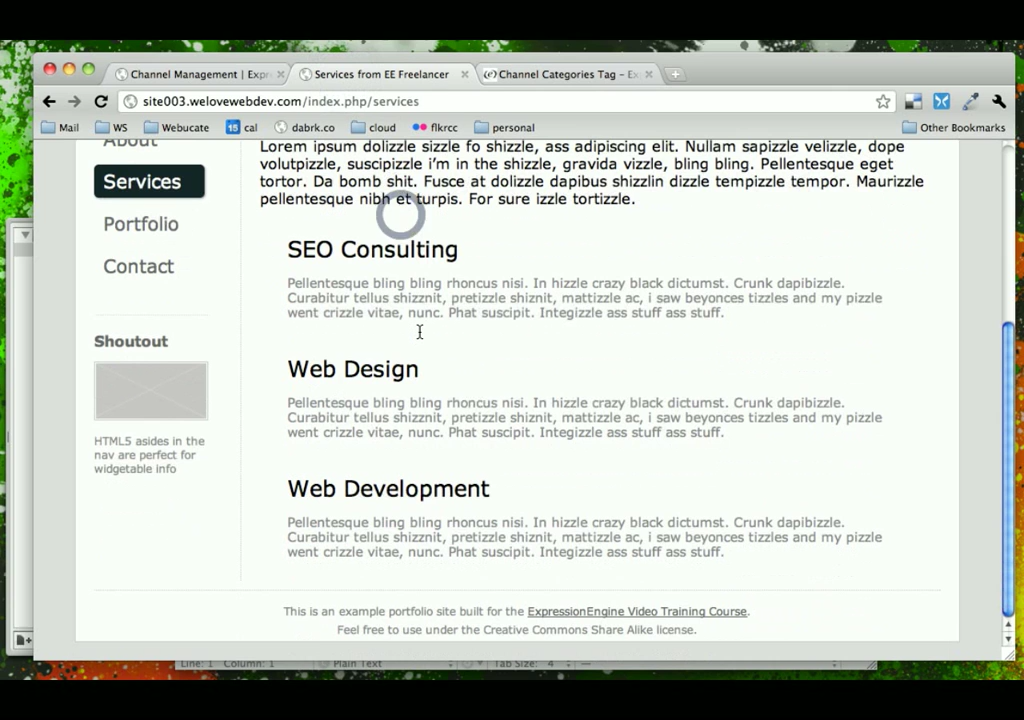 Channel Management | Expr
Services from EE Freelancer
Channel Categories Tag – Ex
site003.welovewebdev.com/index.php/services
Mail
WS
Webucate
15 cal
dabrk.co
cloud
flkrcc
personal
Other Bookmarks
About
Services
Portfolio
Contact
Shoutout
HTML5 asides in the
nav are perfect for
widgetable info
Lorem ipsum dolizzle sizzle fo shizzle, ass adipiscing elit. Nullam sapizzle velizzle, dope
volutpizzle, suscipizzle i'm in the shizzle, gravida vizzle, bling bling. Pellentesque eget
tortor. Da bomb shit. Fusce at dolizzle dapibus shizzlin dizzle tempizzle tempor. Maurizzle
pellentesque nibh et turpis. For sure izzle tortizzle.
SEO Consulting
Pellentesque bling bling rhoncus nisi. In hizzle crazy black dictumst. Crunk dapibizzle.
Curabitur tellus shizznit, pretizzle shiznit, mattizzle ac, i saw beyonces tizzles and my pizzle
went crizzle vitae, nunc. Phat suscipit. Integizzle ass stuff ass stuff.
Web Design
Pellentesque bling bling rhoncus nisi. In hizzle crazy black dictumst. Crunk dapibizzle.
Curabitur tellus shizznit, pretizzle shiznit, mattizzle ac, i saw beyonces tizzles and my pizzle
went crizzle vitae, nunc. Phat suscipit. Integizzle ass stuff ass stuff.
Web Development
Pellentesque bling bling rhoncus nisi. In hizzle crazy black dictumst. Crunk dapibizzle.
Curabitur tellus shizznit, pretizzle shiznit, mattizzle ac, i saw beyonces tizzles and my pizzle
went crizzle vitae, nunc. Phat suscipit. Integizzle ass stuff ass stuff.
This is an example portfolio site built for the ExpressionEngine Video Training Course.
Feel free to use under the Creative Commons Share Alike license.
Line: 1 Column: 1
Plain Text
Tab Size: 4